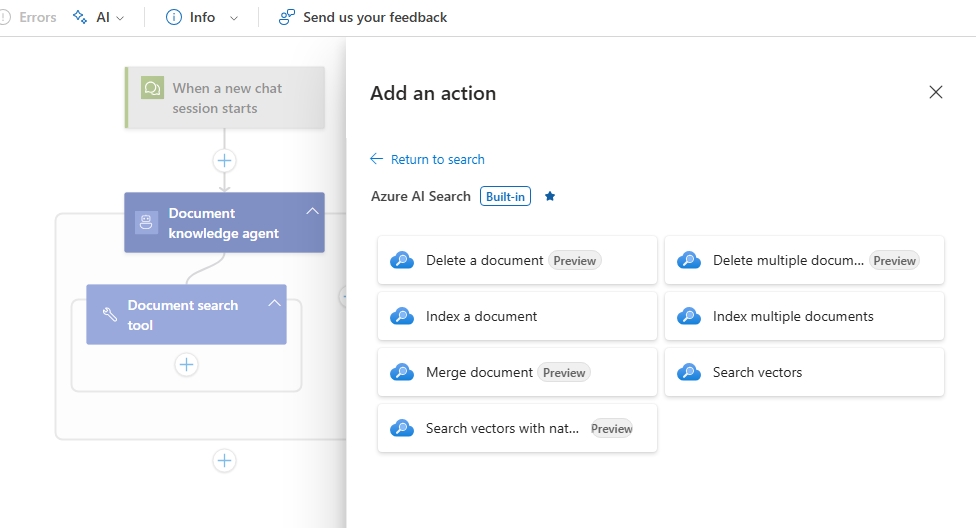 Errors AI Info Send us your feedback
When a new chat
session starts
Document
knowledge agent
Document search
tool
Add an action
Return to search
Azure AI Search Built-in
Delete a document Preview
Delete multiple docum... Preview
Index a document
Index multiple documents
Merge document Preview
Search vectors
Search vectors with nat... Preview